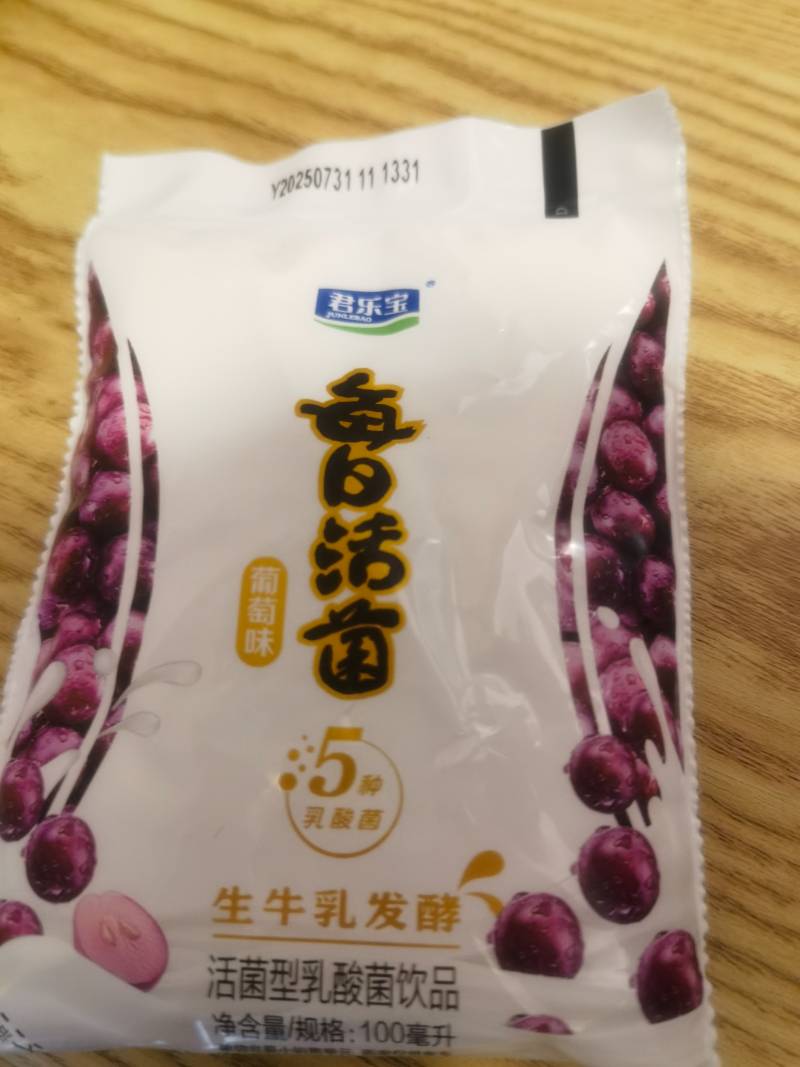 Y20250731 11 1331
君乐宝
JUNLEBAO
每日活菌
葡萄味
5种
乳酸菌
生牛乳发酵
活菌型乳酸菌饮品
净含量/规格：100毫升